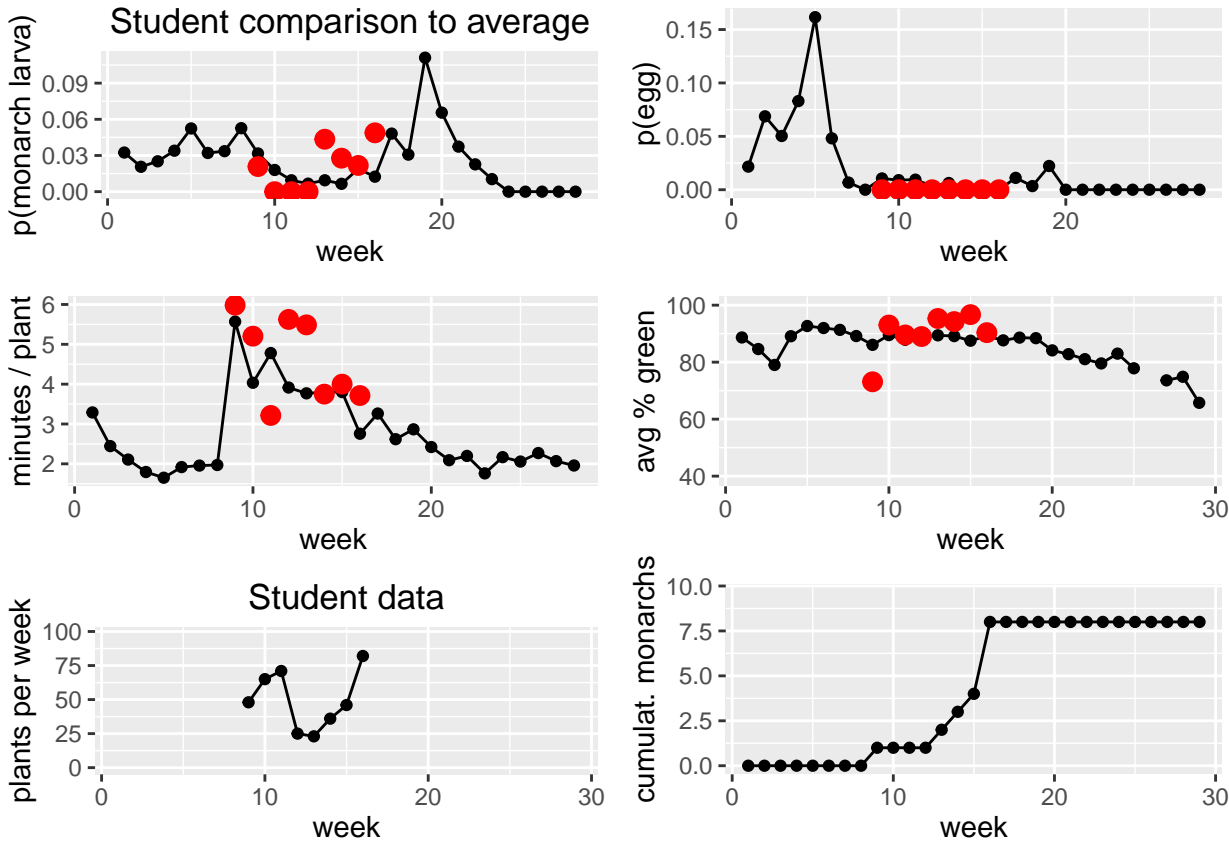 Student comparison to average
p(monarch larva)
0.09
0.06
0.03
0.00
0 10 20
week
p(egg)
0.15
0.10
0.05
0.00
0 10 20
week
minutes / plant
6
5
4
3
2
0 10 20
week
avg % green
100
80
60
40
0 10 20 30
week
Student data
plants per week
100
75
50
25
0
0 10 20 30
week
cumulat. monarchs
10.0
7.5
5.0
2.5
0.0
0 10 20 30
week